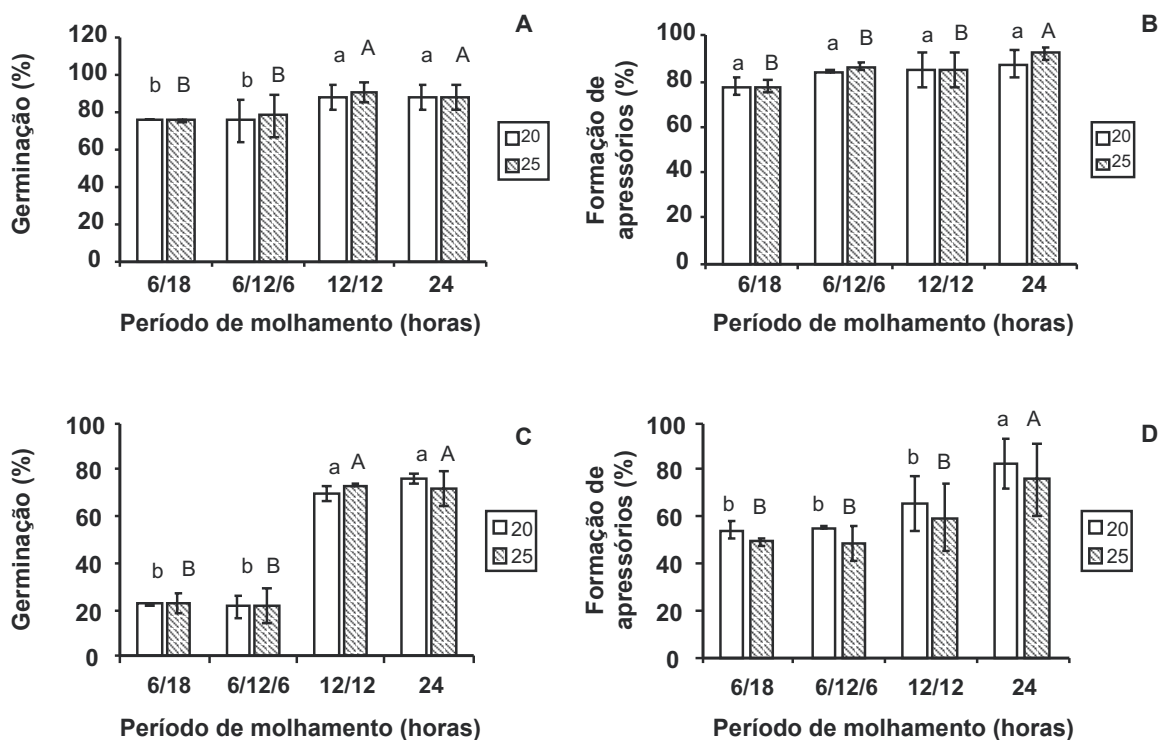 A
Germinação (%)
120
100
80
60
40
20
0
b B
b B
a A
a A
20
25
6/18 6/12/6 12/12 24
Período de molhamento (horas)
B
Formação de
apressórios (%)
100
80
60
40
20
0
a B
a B
a B
a A
20
25
6/18 6/12/6 12/12 24
Período de molhamento (horas)
C
Germinação (%)
100
80
60
40
20
0
b B
b B
a A
a A
20
25
6/18 6/12/6 12/12 24
Período de molhamento (horas)
D
Formação de
apressórios (%)
100
80
60
40
20
0
b B
b B
b B
a A
20
25
6/18 6/12/6 12/12 24
Período de molhamento (horas)